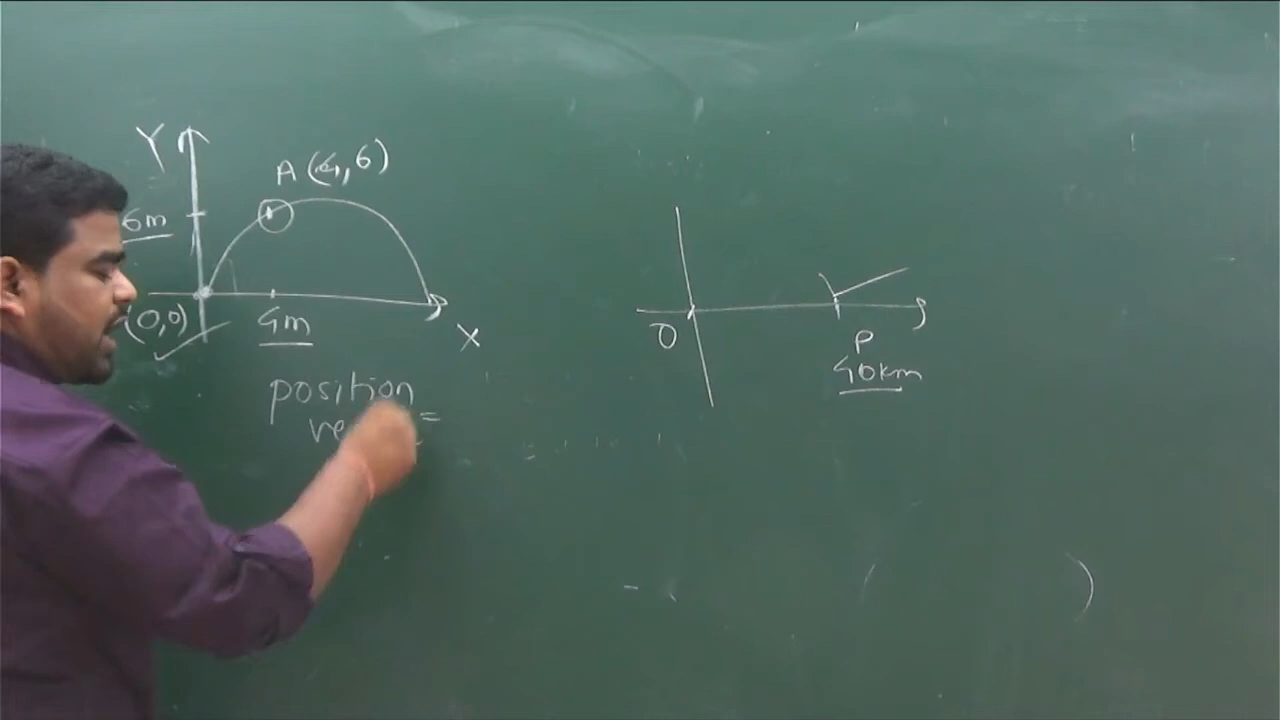 Y
A (4,6)
6m
(0,0)
4m
X
position
=
O
P
40km